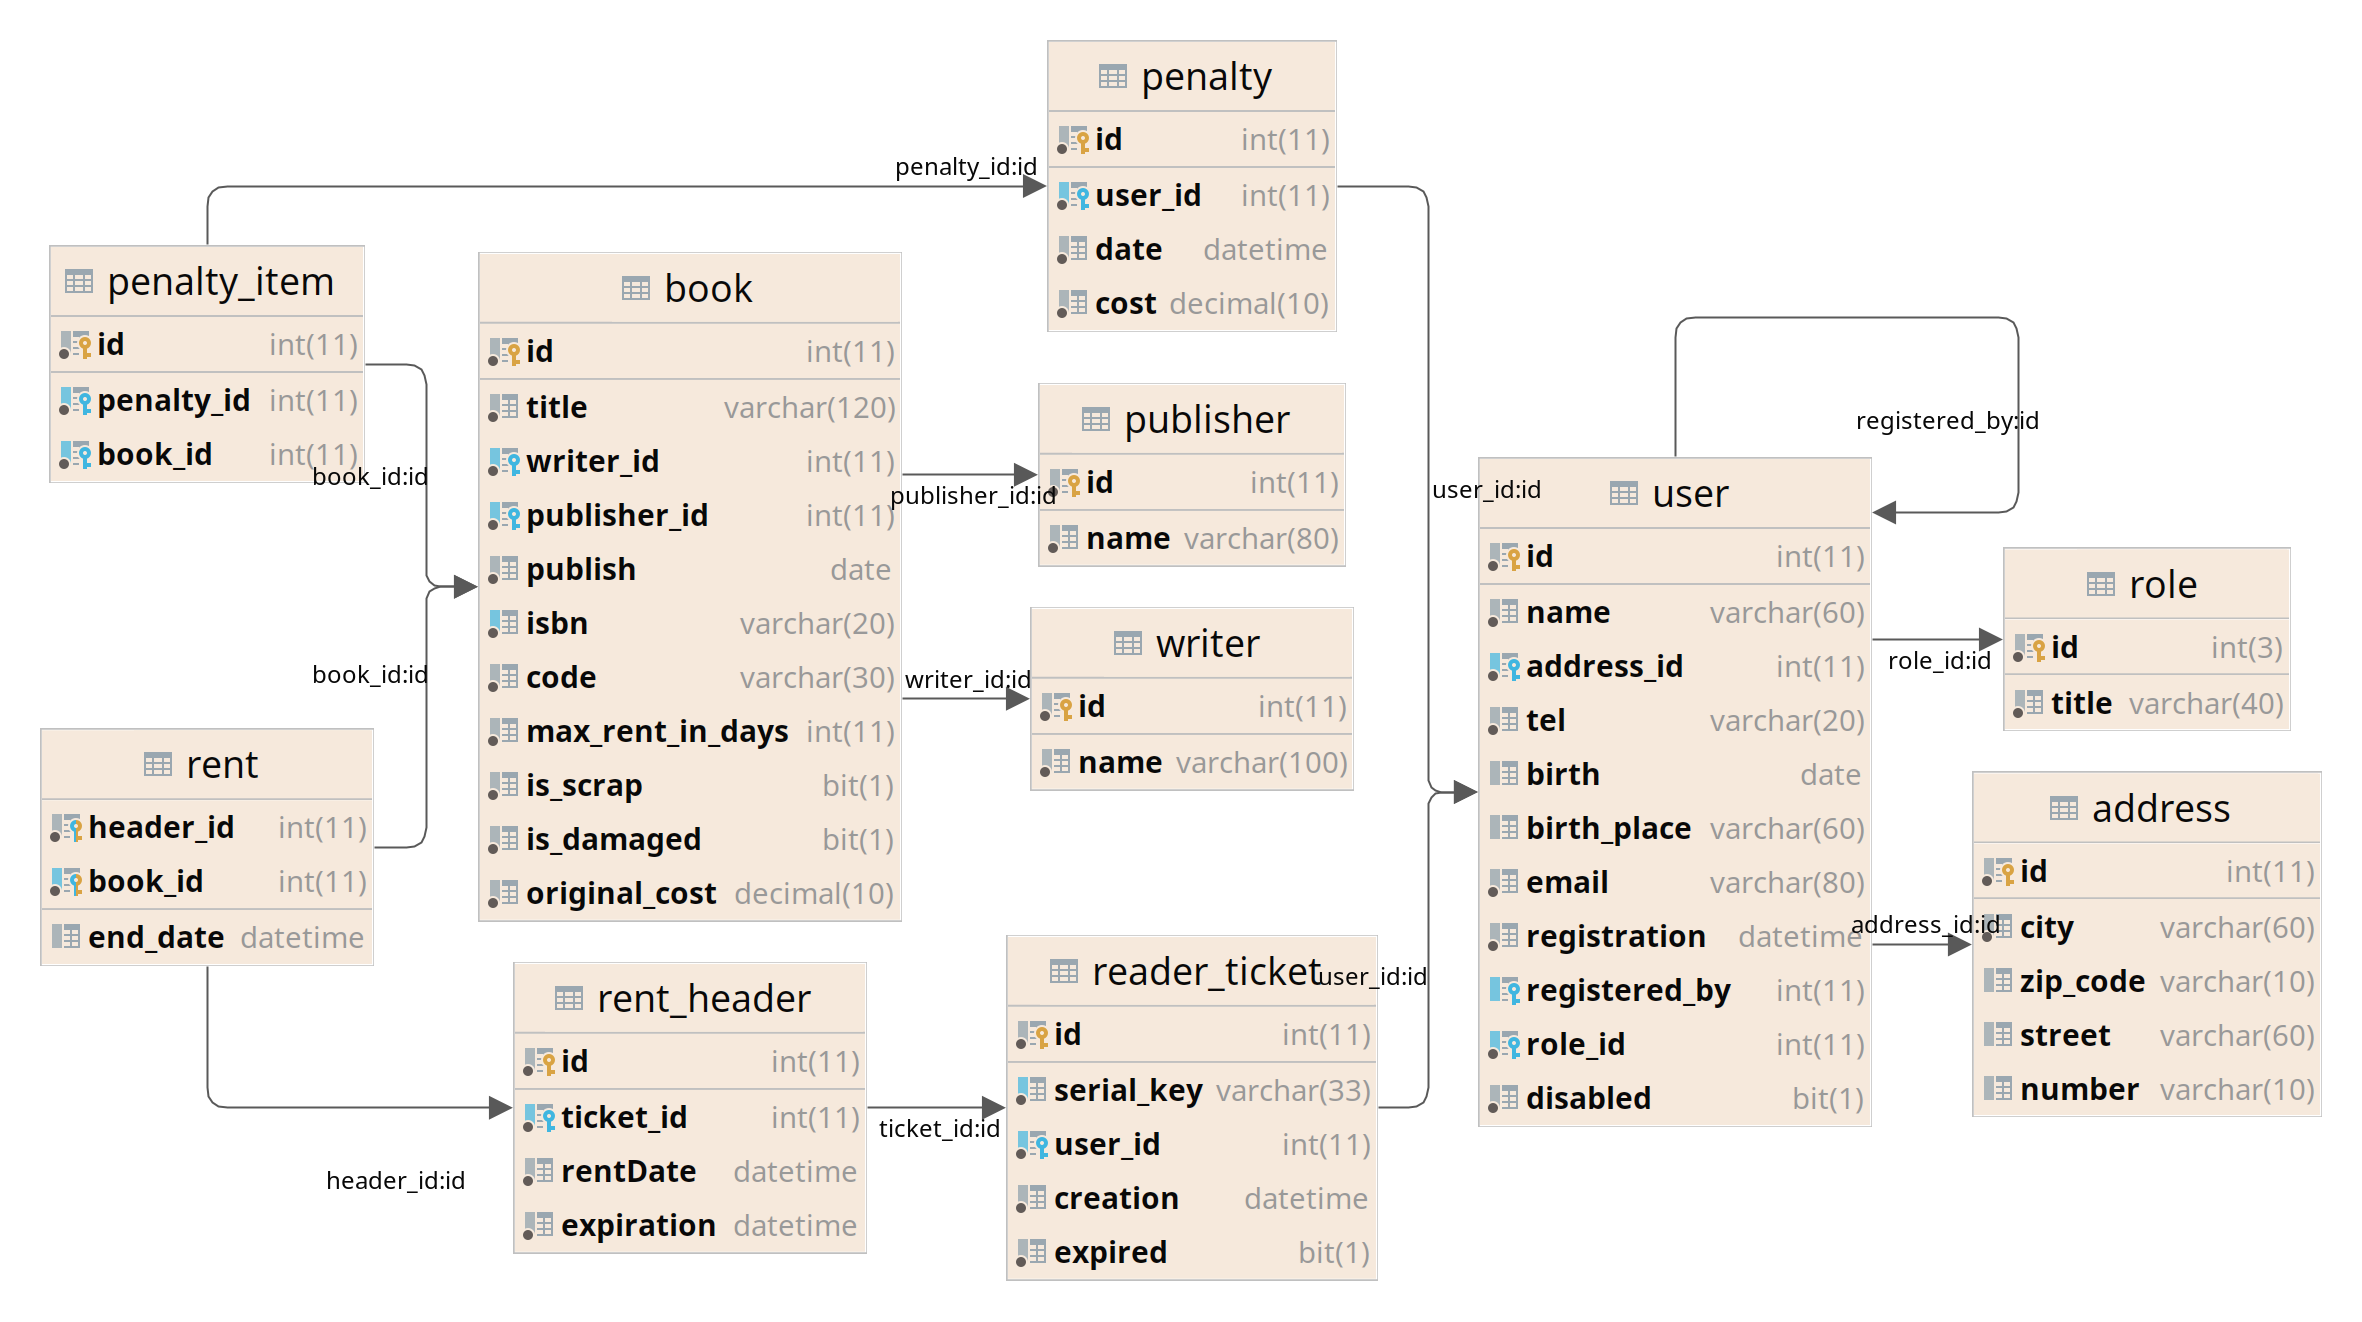 penalty
id int(11)
user_id int(11)
date datetime
cost decimal(10)
penalty_id:id
penalty_item
id int(11)
penalty_id int(11)
book_id int(11)
book_id:id
book
id int(11)
title varchar(120)
writer_id int(11)
publisher_id int(11)
publish date
isbn varchar(20)
code varchar(30)
max_rent_in_days int(11)
is_scrap bit(1)
is_damaged bit(1)
original_cost decimal(10)
publisher
id int(11)
name varchar(80)
publisher_id:id
writer
id int(11)
name varchar(100)
writer_id:id
book_id:id
rent
header_id int(11)
book_id int(11)
end_date datetime
header_id:id
rent_header
id int(11)
ticket_id int(11)
rentDate datetime
expiration datetime
ticket_id:id
reader_ticket
id int(11)
serial_key varchar(33)
user_id int(11)
creation datetime
expired bit(1)
user_id:id
user_id:id
registered_by:id
user
id int(11)
name varchar(60)
address_id int(11)
tel varchar(20)
birth date
birth_place varchar(60)
email varchar(80)
registration datetime
registered_by int(11)
role_id int(11)
disabled bit(1)
role_id:id
role
id int(3)
title varchar(40)
address_id:id
address
id int(11)
city varchar(60)
zip_code varchar(10)
street varchar(60)
number varchar(10)